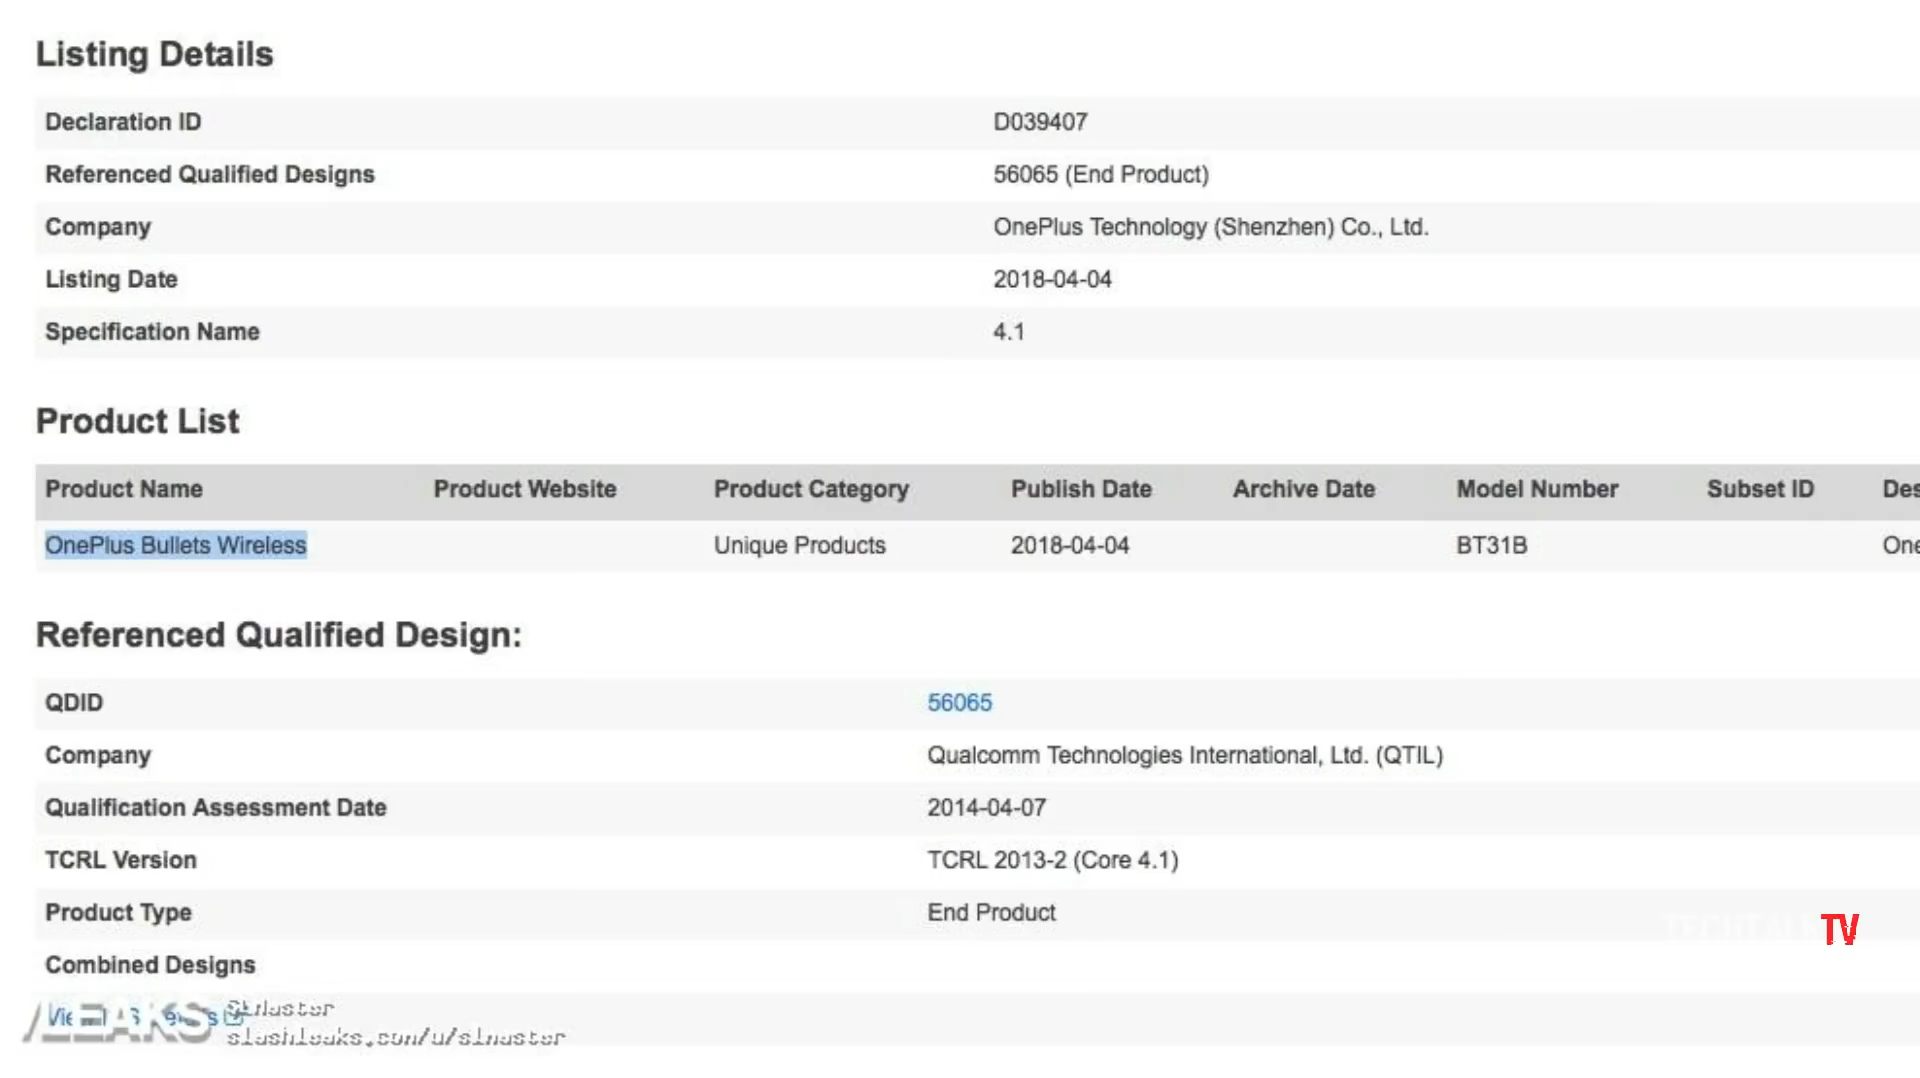 Listing Details
Declaration ID D039407
Referenced Qualified Designs 56065 (End Product)
Company OnePlus Technology (Shenzhen) Co., Ltd.
Listing Date 2018-04-04
Specification Name 4.1
Product List
Product Name Product Website Product Category Publish Date Archive Date Model Number Subset ID Des
OnePlus Bullets Wireless Unique Products 2018-04-04 BT31B One
Referenced Qualified Design:
QDID 56065
Company Qualcomm Technologies International, Ltd. (QTIL)
Qualification Assessment Date 2014-04-07
TCRL Version TCRL 2013-2 (Core 4.1)
Product Type End Product
TV
Combined Designs
/LEAKS
slashleaks.com/u/s1naster